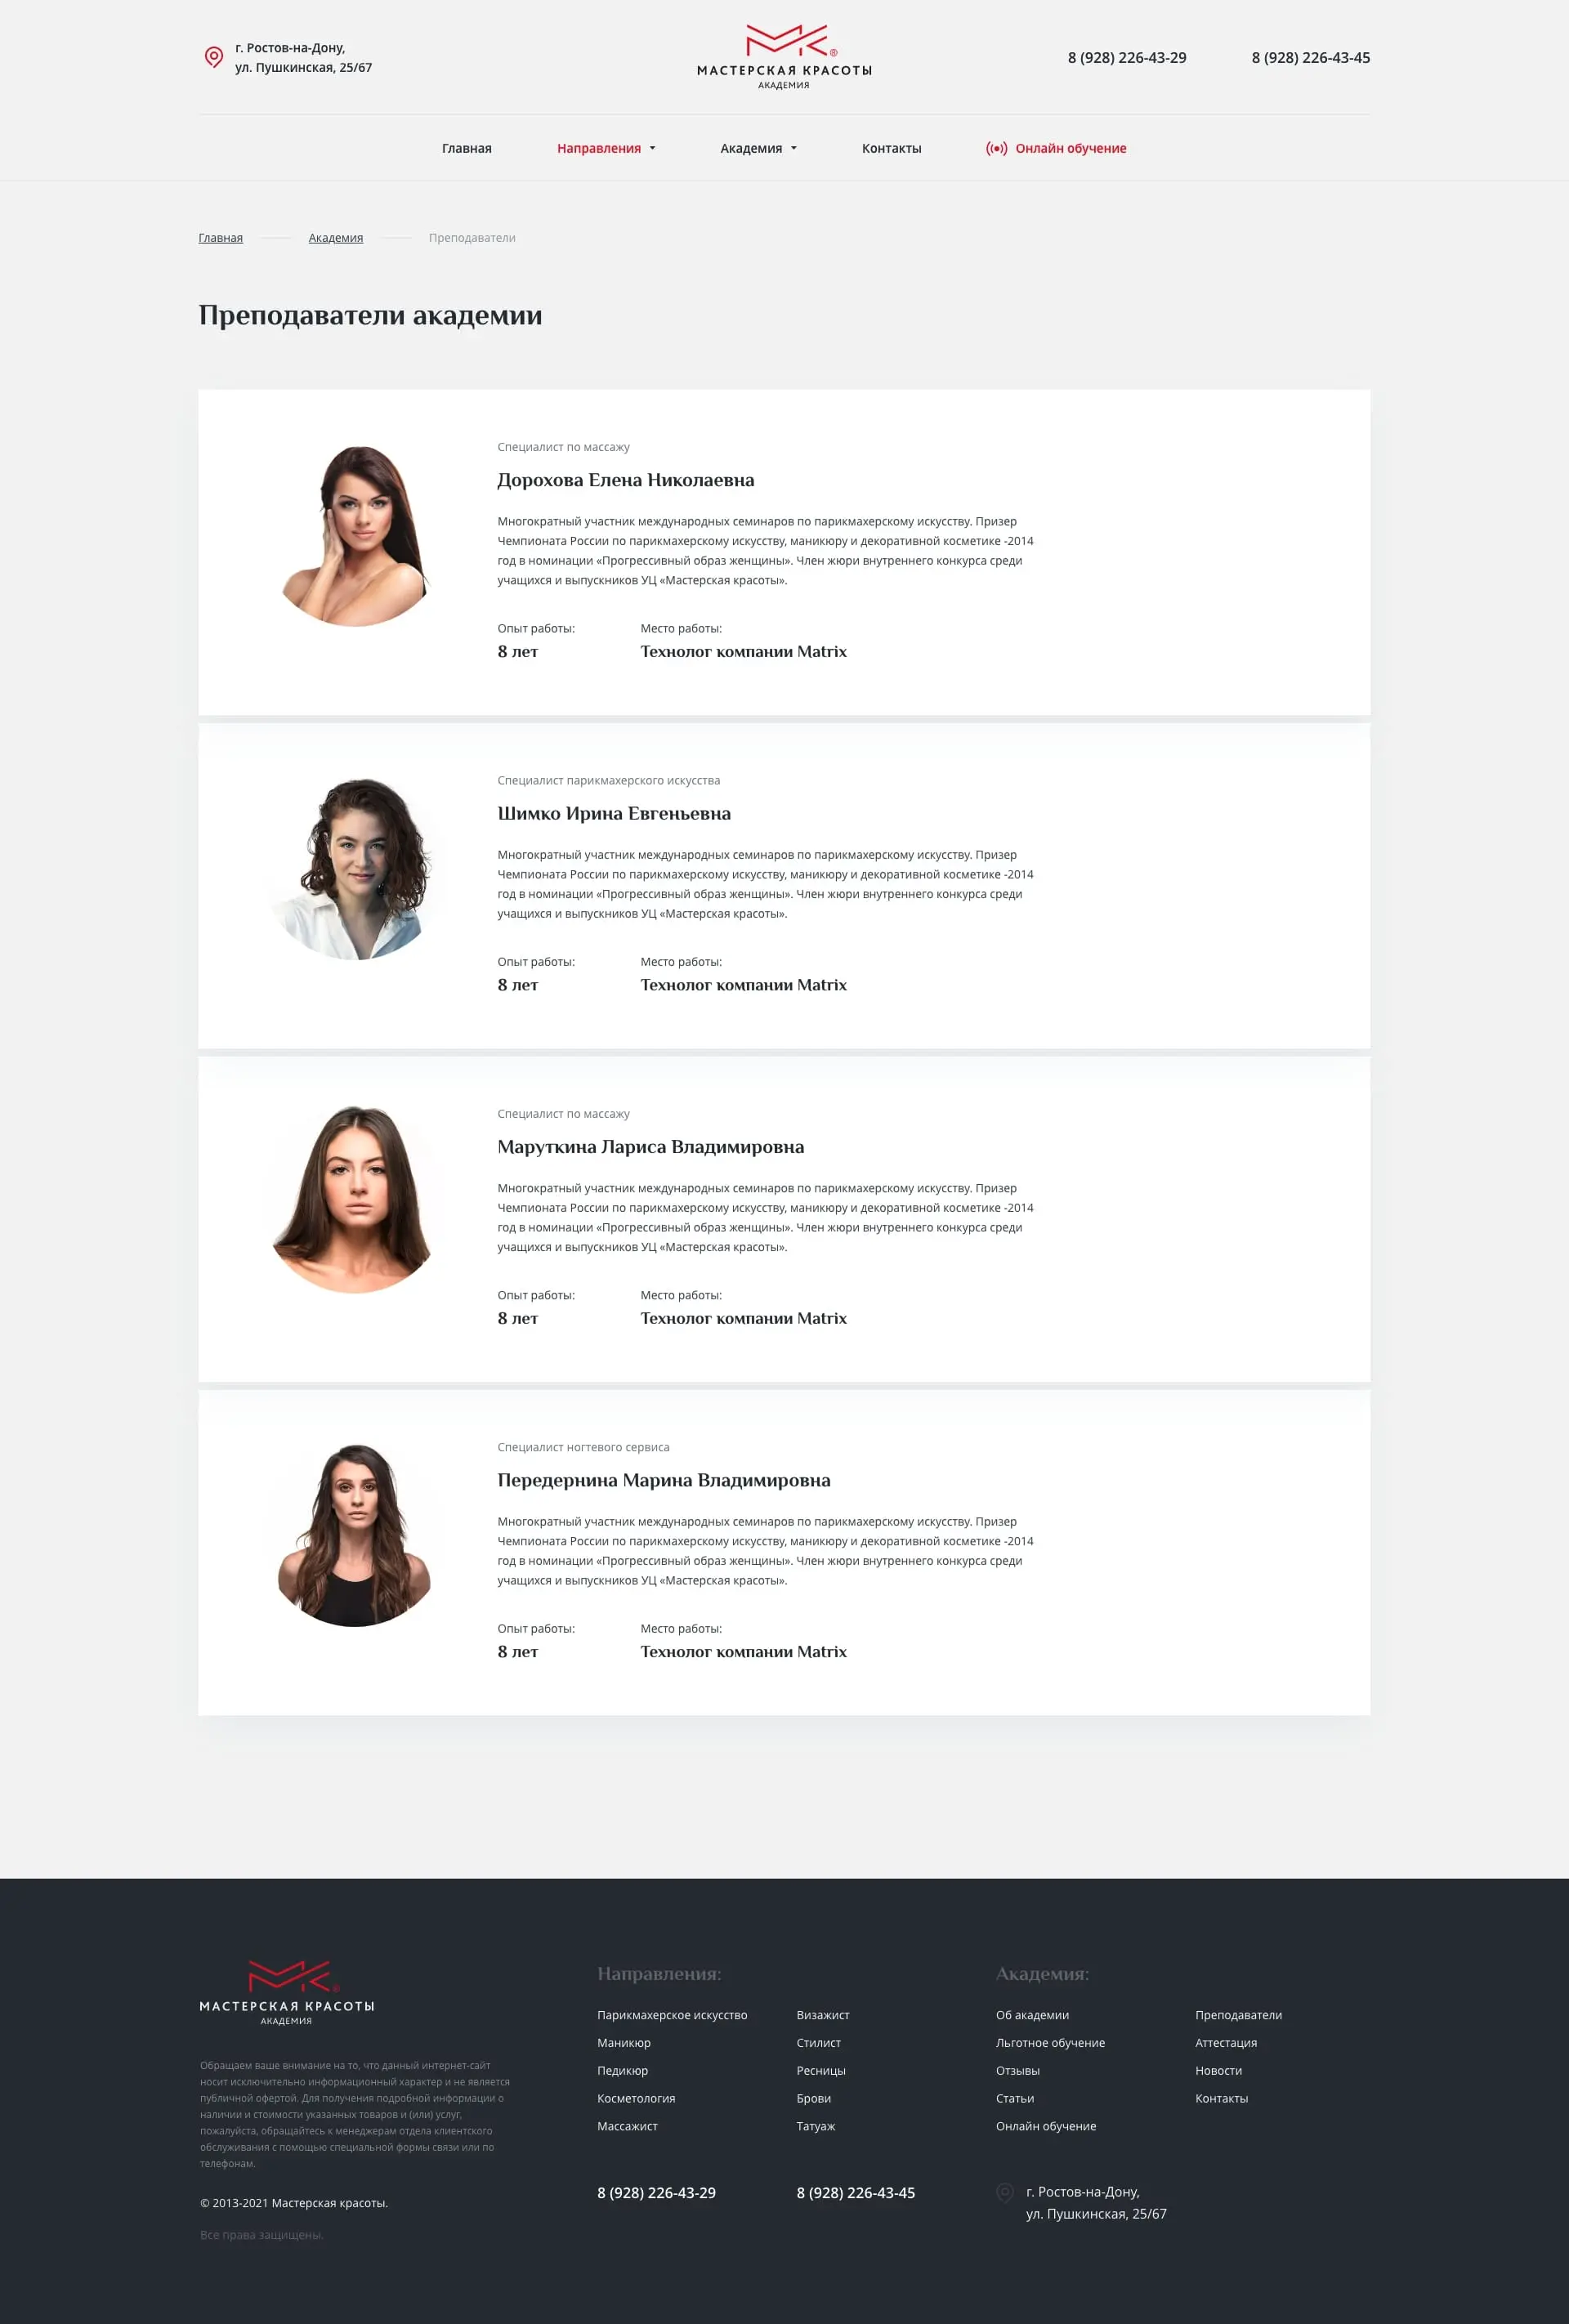 г. Ростов-на-Дону,
ул. Пушкинская, 25/67
МАСТЕРСКАЯ КРАСОТЫ
АКАДЕМИЯ
8 (928) 226-43-29
8 (928) 226-43-45
Главная
Направления
Академия
Контакты
Онлайн обучение
Главная
Академия
Преподаватели
Преподаватели академии
Специалист по массажу
Дорохова Елена Николаевна
Многократный участник международных семинаров по парикмахерскому искусству. Призер
Чемпионата России по парикмахерскому искусству, маникюру и декоративной косметике -2014
год в номинации «Прогрессивный образ женщины». Член жюри внутреннего конкурса среди
учащихся и выпускников УЦ «Мастерская красоты».
Опыт работы:
8 лет
Место работы:
Технолог компании Matrix
Специалист парикмахерского искусства
Шимко Ирина Евгеньевна
Многократный участник международных семинаров по парикмахерскому искусству. Призер
Чемпионата России по парикмахерскому искусству, маникюру и декоративной косметике -2014
год в номинации «Прогрессивный образ женщины». Член жюри внутреннего конкурса среди
учащихся и выпускников УЦ «Мастерская красоты».
Опыт работы:
8 лет
Место работы:
Технолог компании Matrix
Специалист по массажу
Маруткина Лариса Владимировна
Многократный участник международных семинаров по парикмахерскому искусству. Призер
Чемпионата России по парикмахерскому искусству, маникюру и декоративной косметике -2014
год в номинации «Прогрессивный образ женщины». Член жюри внутреннего конкурса среди
учащихся и выпускников УЦ «Мастерская красоты».
Опыт работы:
8 лет
Место работы:
Технолог компании Matrix
Специалист ногтевого сервиса
Передернина Марина Владимировна
Многократный участник международных семинаров по парикмахерскому искусству. Призер
Чемпионата России по парикмахерскому искусству, маникюру и декоративной косметике -2014
год в номинации «Прогрессивный образ женщины». Член жюри внутреннего конкурса среди
учащихся и выпускников УЦ «Мастерская красоты».
Опыт работы:
8 лет
Место работы:
Технолог компании Matrix
МАСТЕРСКАЯ КРАСОТЫ
АКАДЕМИЯ
Обращаем ваше внимание на то, что данный интернет-сайт
носит исключительно информационный характер и не является
публичной офертой. Для получения подробной информации о
наличии и стоимости указанных товаров и (или) услуг,
пожалуйста, обращайтесь к менеджерам отдела клиентского
обслуживания с помощью специальной формы связи или по
телефонам.
© 2013-2021 Мастерская красоты.
Все права защищены.
Направления:
Парикмахерское искусство
Маникюр
Педикюр
Косметология
Массажист
Визажист
Стилист
Ресницы
Брови
Татуаж
8 (928) 226-43-29
8 (928) 226-43-45
Академия:
Об академии
Льготное обучение
Отзывы
Статьи
Онлайн обучение
Преподаватели
Аттестация
Новости
Контакты
г. Ростов-на-Дону,
ул. Пушкинская, 25/67